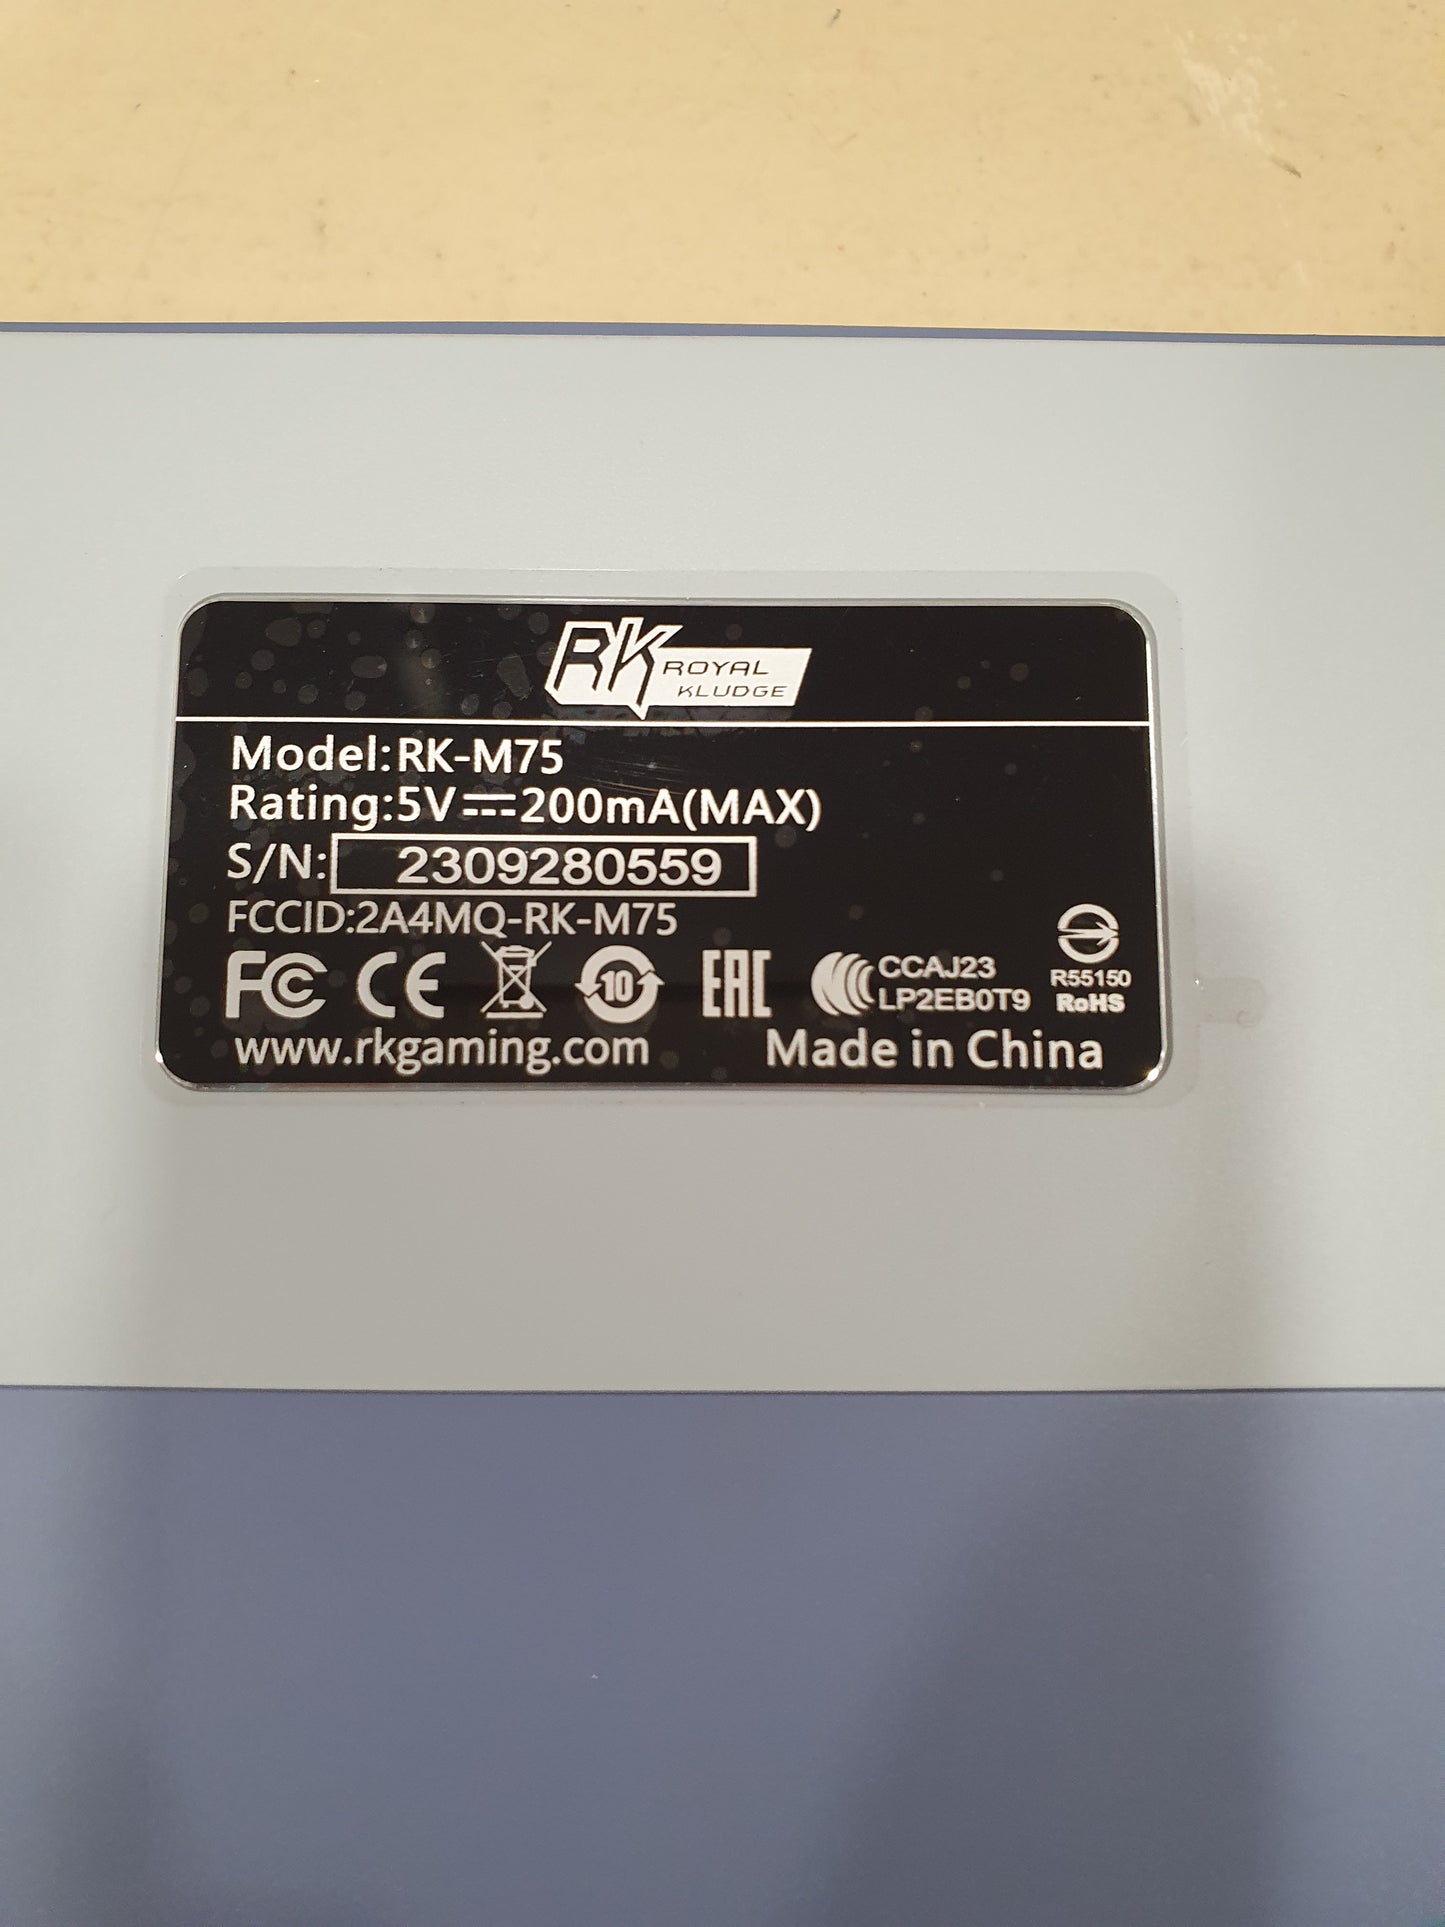 RK ROYAL
KLUDGE
Model:RK-M75
Rating:5V⎓200mA(MAX)
S/N: 2309280559
FCCID:2A4MQ-RK-M75
FC CE 10 EAC CCAJ23
LP2EB0T9
R55150
RoHS
www.rkgaming.com Made in China